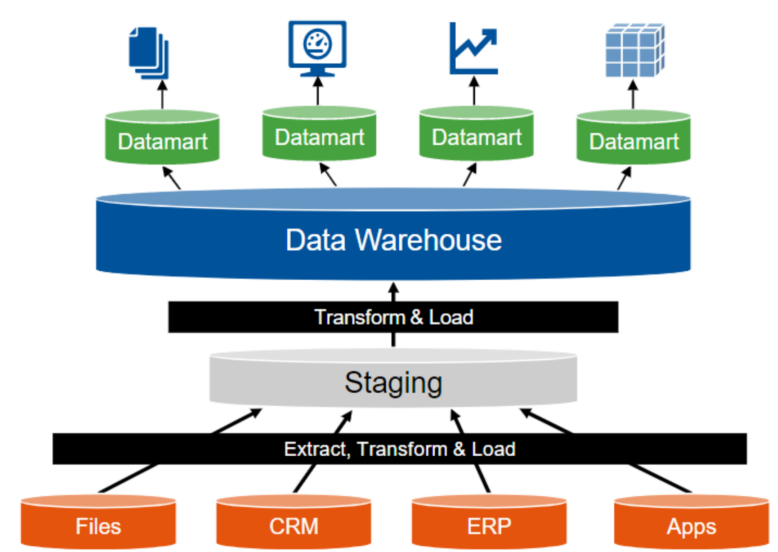 Datamart
Datamart
Datamart
Datamart
Data Warehouse
Transform & Load
Staging
Extract, Transform & Load
Files
CRM
ERP
Apps